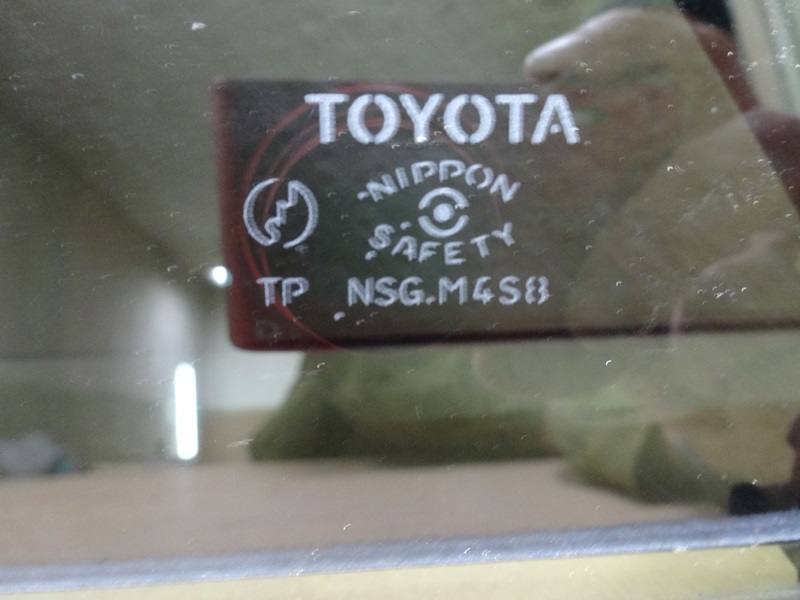 TOYOTA
NIPPON
SAFETY
TP NSG.M4S8